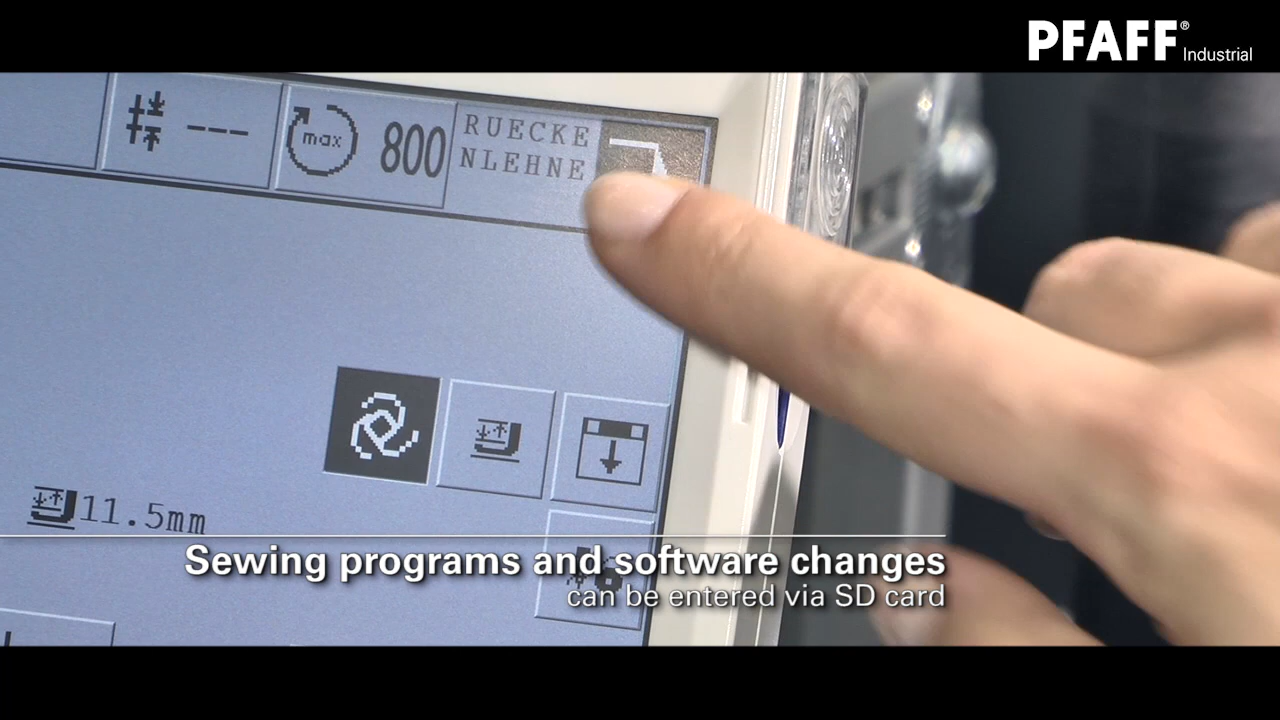 PFAFF®
Industrial
--- max 800 RUECKE
NLEHNE
11.5mm
Sewing programs and software changes
can be entered via SD card